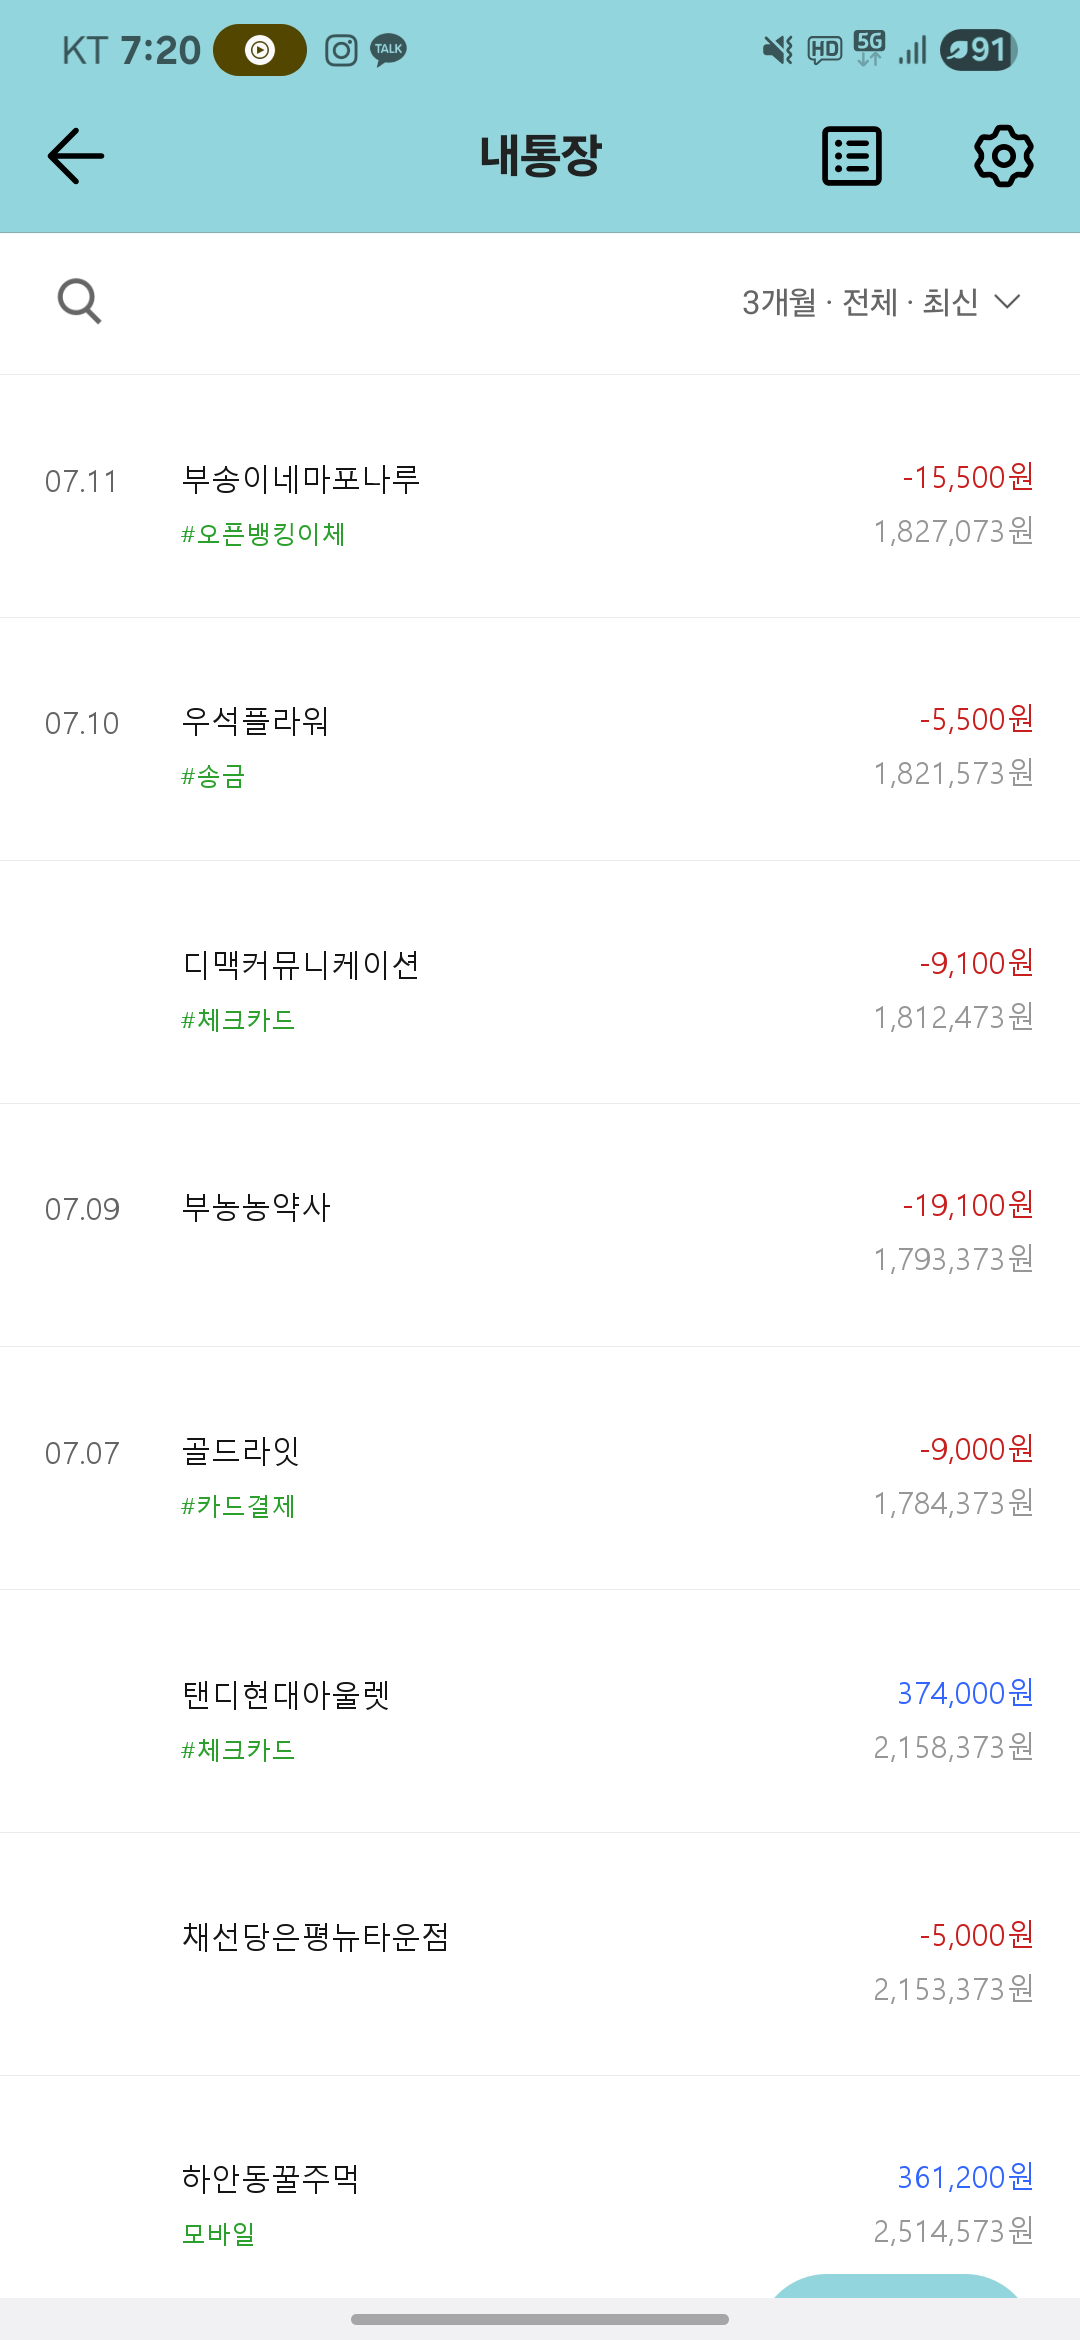 KT 7:20 TALK HD 5G 91
내통장
3개월 · 전체 · 최신
07.11 부송이네마포나루 -15,500원
#오픈뱅킹이체 1,827,073원
07.10 우석플라워 -5,500원
#송금 1,821,573원
디맥커뮤니케이션 -9,100원
#체크카드 1,812,473원
07.09 부농농약사 -19,100원
1,793,373원
07.07 골드라잇 -9,000원
#카드결제 1,784,373원
탠디현대아울렛 374,000원
#체크카드 2,158,373원
채선당은평뉴타운점 -5,000원
2,153,373원
하안동꿀주먹 361,200원
모바일 2,514,573원